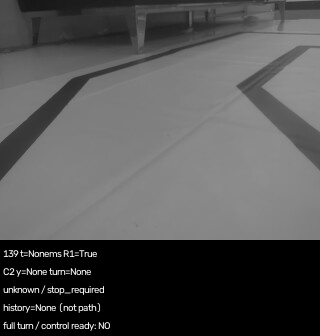 139 t=Nonems R1=True
C2 y=None turn=None
unknown / stop_required
history=None (not path)
full turn / control ready: NO